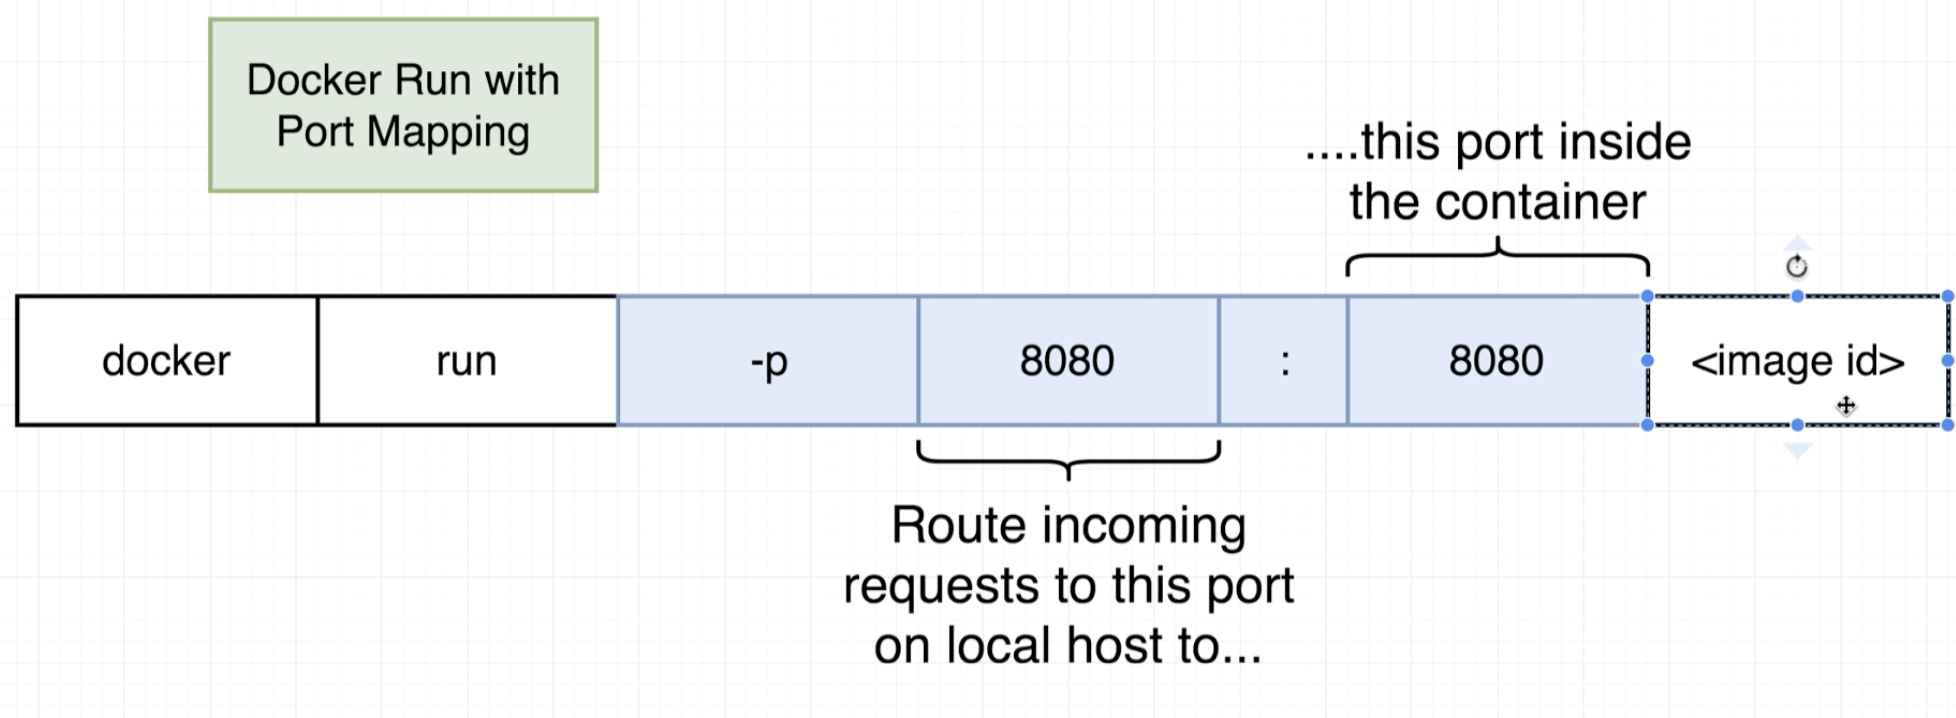 Docker Run with
Port Mapping
....this port inside
the container
docker run -p 8080 : 8080 <image id>
Route incoming
requests to this port
on local host to...